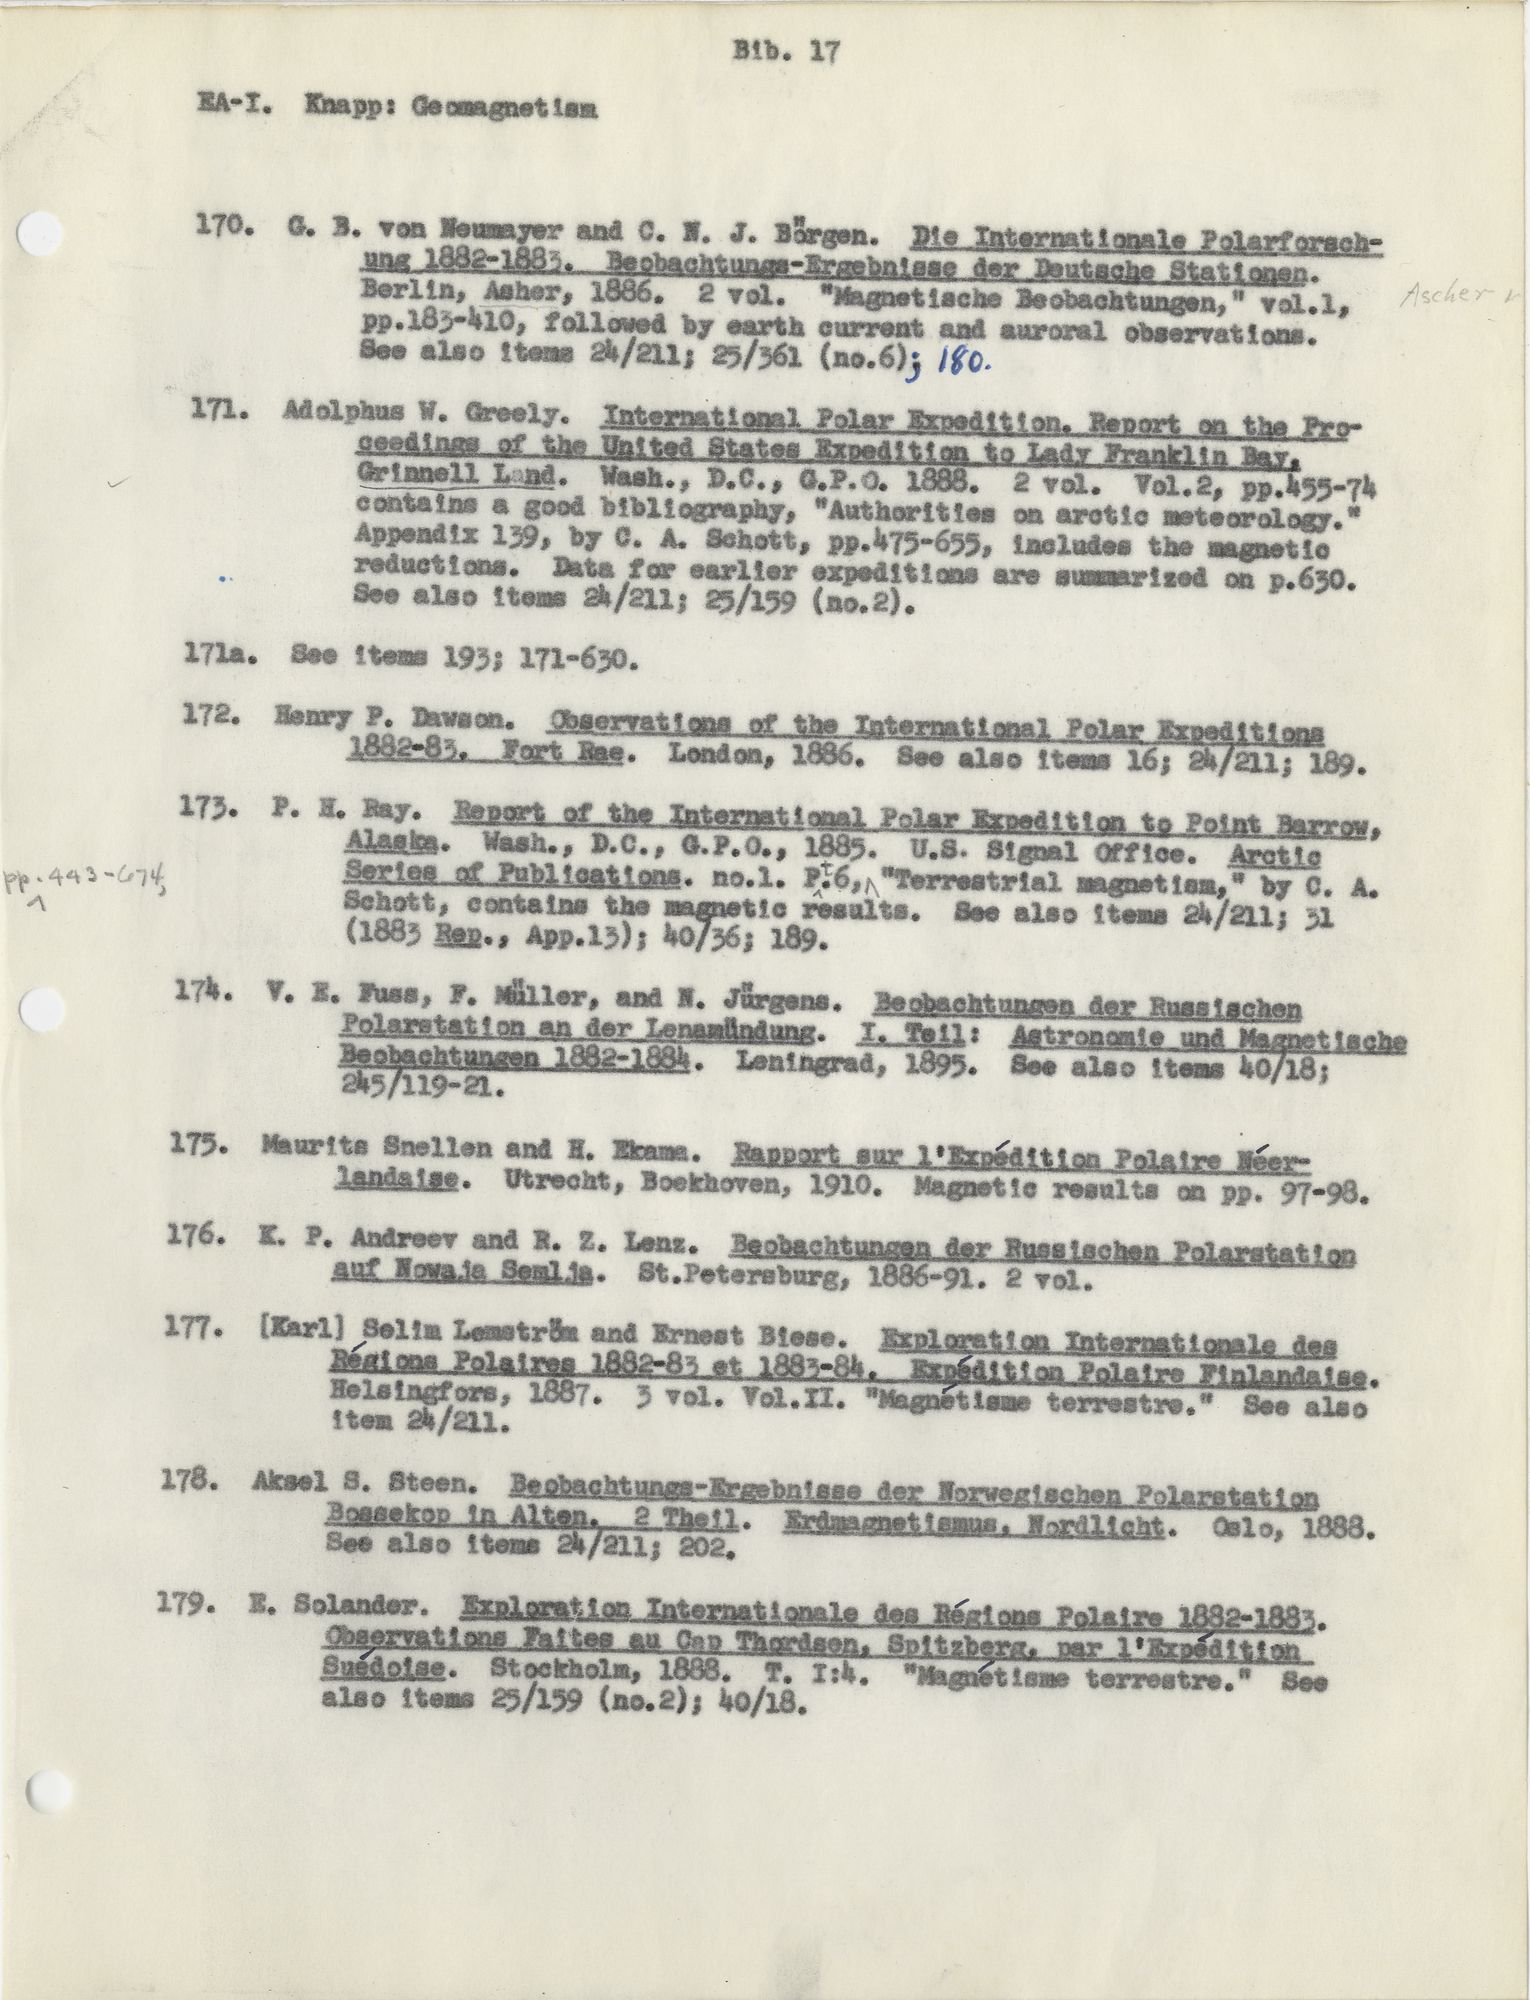 Bib. 17
EA-I. Knapp: Geomagnetism
170. G. B. von Neumayer and C. N. J. Börgen. Die Internationale Polarforsch-
ung 1882-1883. Beobachtungs-Ergebnisse der Deutsche Stationen.
Berlin, Asher, 1886. 2 vol. "Magnetische Beobachtungen," vol.1,
Ascher
pp.183-410, followed by earth current and auroral observations.
See also items 24/211; 25/361 (no.6); 180.
171. Adolphus W. Greely. International Polar Expedition. Report on the Pro-
ceedings of the United States Expedition to Lady Franklin Bay,
Grinnell Land. Wash., D.C., G.P.O. 1888. 2 vol. Vol.2, pp.455-74
contains a good bibliography, "Authorities on arctic meteorology."
Appendix 139, by C. A. Schott, pp.475-655, includes the magnetic
reductions. Data for earlier expeditions are summarized on p.630.
See also items 24/211; 25/159 (no.2).
171a. See items 193; 171-630.
172. Henry P. Dawson. Observations of the International Polar Expeditions
1882-83. Fort Rae. London, 1886. See also items 16; 24/211; 189.
173. P. H. Ray. Report of the International Polar Expedition to Point Barrow,
Alaska. Wash., D.C., G.P.O., 1885. U.S. Signal Office. Arctic
Series of Publications. no.1. Pt.6, "Terrestrial magnetism," by C. A.
pp. 443-674,
Schott, contains the magnetic results. See also items 24/211; 31
(1883 Rep., App.13); 40/36; 189.
174. V. E. Fuss, F. Müller, and N. Jürgens. Beobachtungen der Russischen
Polarstation an der Lenamündung. I. Teil: Astronomie und Magnetische
Beobachtungen 1882-1884. Leningrad, 1895. See also items 40/18;
245/119-21.
175. Maurits Snellen and H. Ekama. Rapport sur l'Expédition Polaire Néer-
landaise. Utrecht, Boekhoven, 1910. Magnetic results on pp. 97-98.
176. K. P. Andreev and R. Z. Lenz. Beobachtungen der Russischen Polarstation
auf Nowaja Semlja. St.Petersburg, 1886-91. 2 vol.
177. [Karl] Selim Lemström and Ernest Biese. Exploration Internationale des
Régions Polaires 1882-83 et 1883-84. Expédition Polaire Finlandaise.
Helsingfors, 1887. 3 vol. Vol.II. "Magnétisme terrestre." See also
item 24/211.
178. Aksel S. Steen. Beobachtungs-Ergebnisse der Norwegischen Polarstation
Bossekop in Alten. 2 Theil. Erdmagnetismus, Nordlicht. Oslo, 1888.
See also items 24/211; 202.
179. E. Solander. Exploration Internationale des Régions Polaire 1882-1883.
Observations Faites au Cap Thordsen, Spitzberg, par l'Expédition
Suédoise. Stockholm, 1888. T. I:4. "Magnétisme terrestre." See
also items 25/159 (no.2); 40/18.